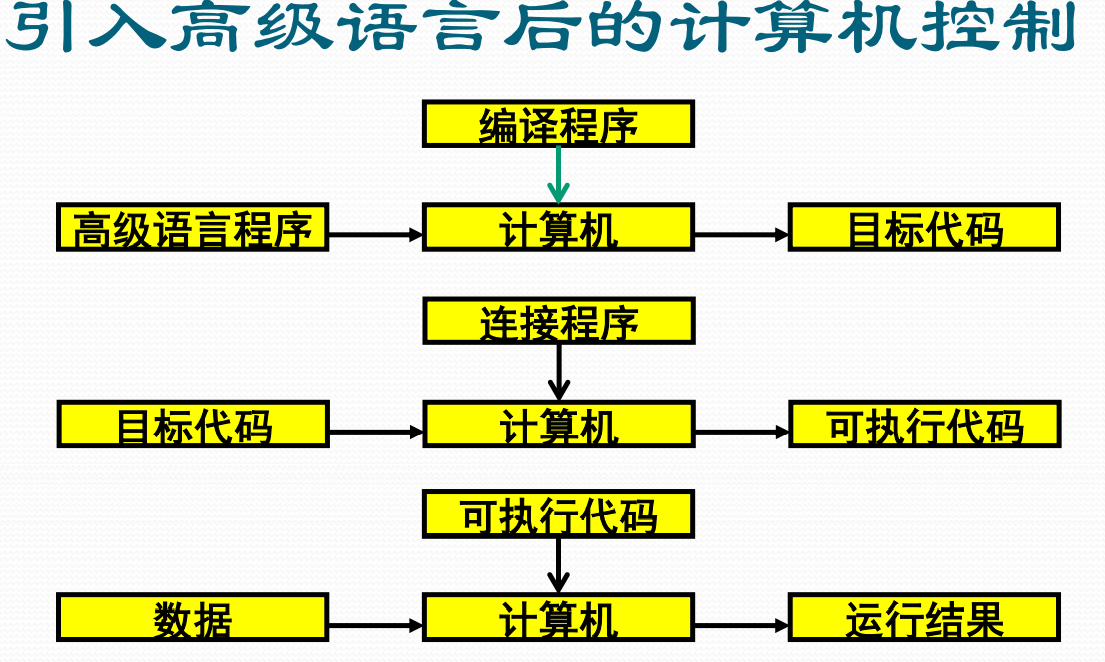 引入高级语言后的计算机控制
编译程序
高级语言程序 计算机 目标代码
连接程序
目标代码 计算机 可执行代码
可执行代码
数据 计算机 运行结果